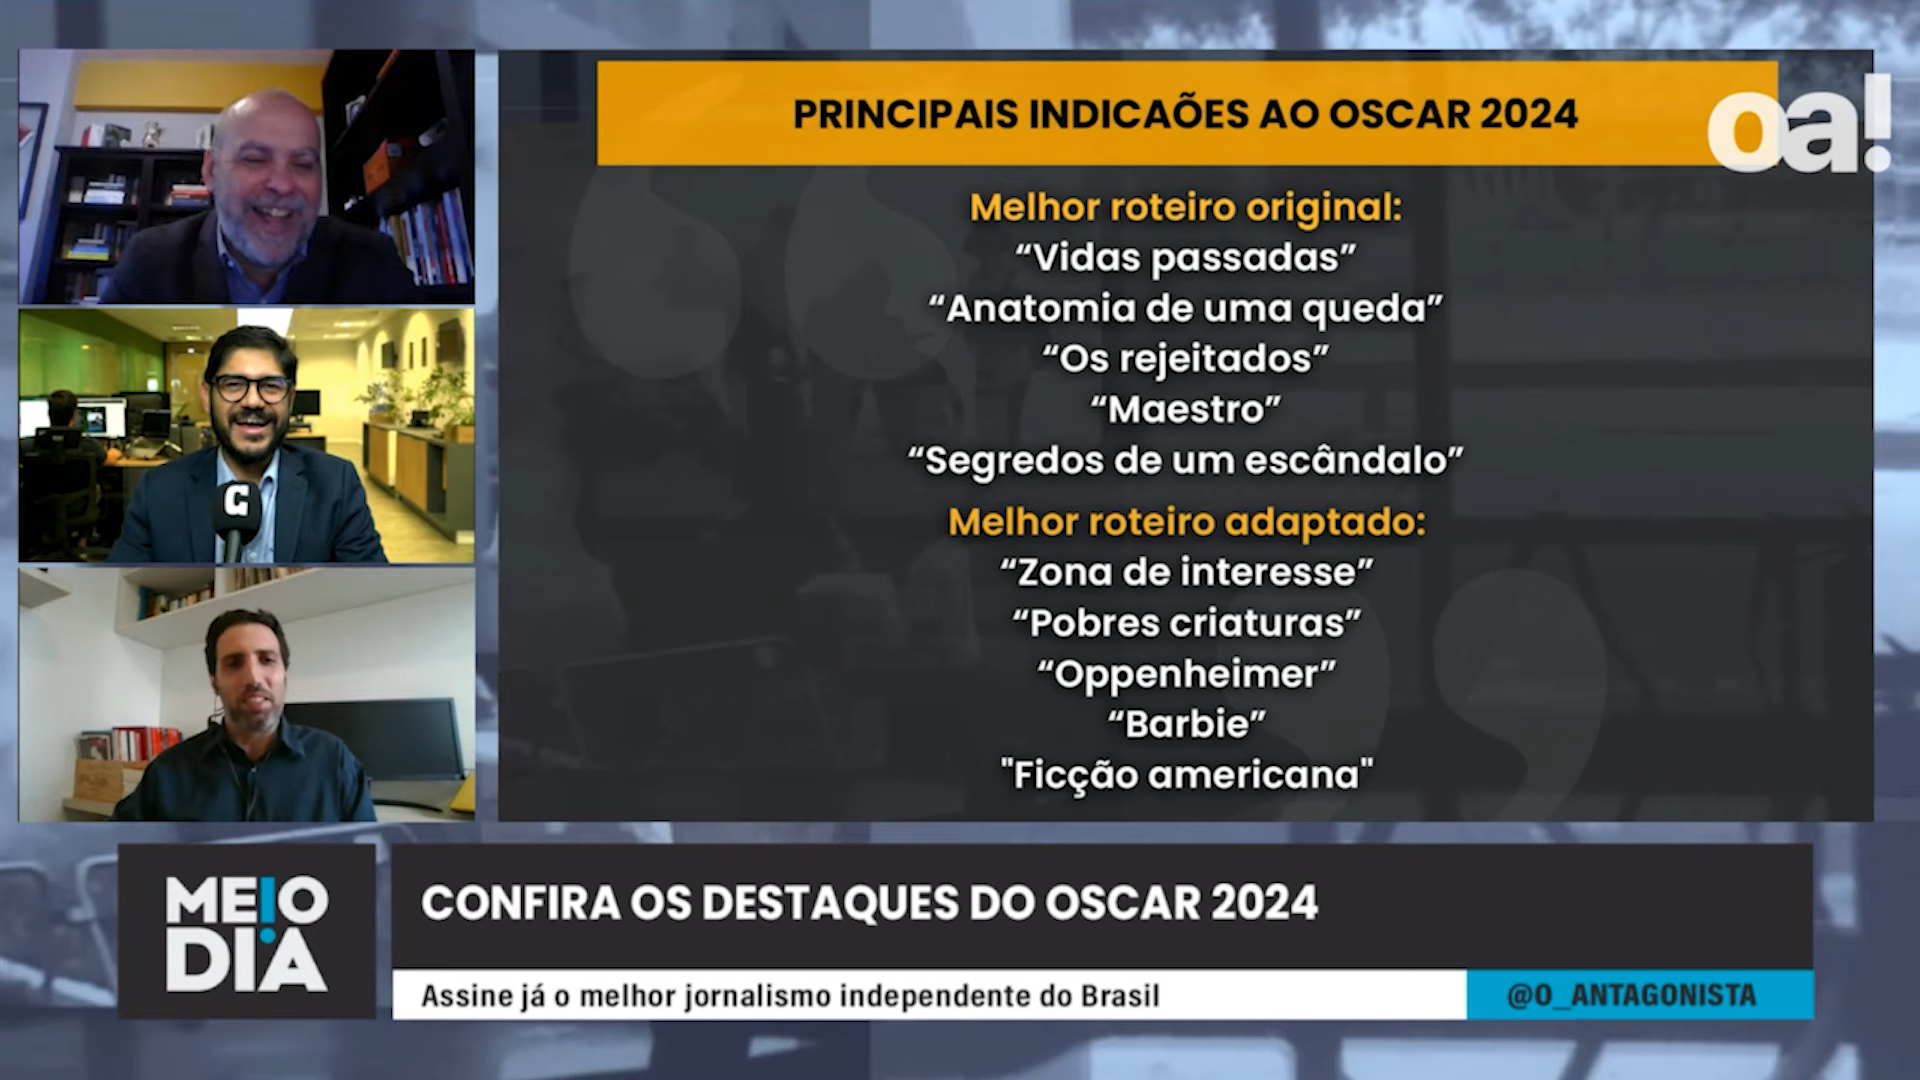 PRINCIPAIS INDICAÕES AO OSCAR 2024
oa!
Melhor roteiro original:
“Vidas passadas”
“Anatomia de uma queda”
“Os rejeitados”
“Maestro”
“Segredos de um escândalo”
Melhor roteiro adaptado:
“Zona de interesse”
“Pobres criaturas”
“Oppenheimer”
“Barbie”
"Ficção americana"
G
MEIO
DIA
CONFIRA OS DESTAQUES DO OSCAR 2024
Assine já o melhor jornalismo independente do Brasil
@O_ANTAGONISTA